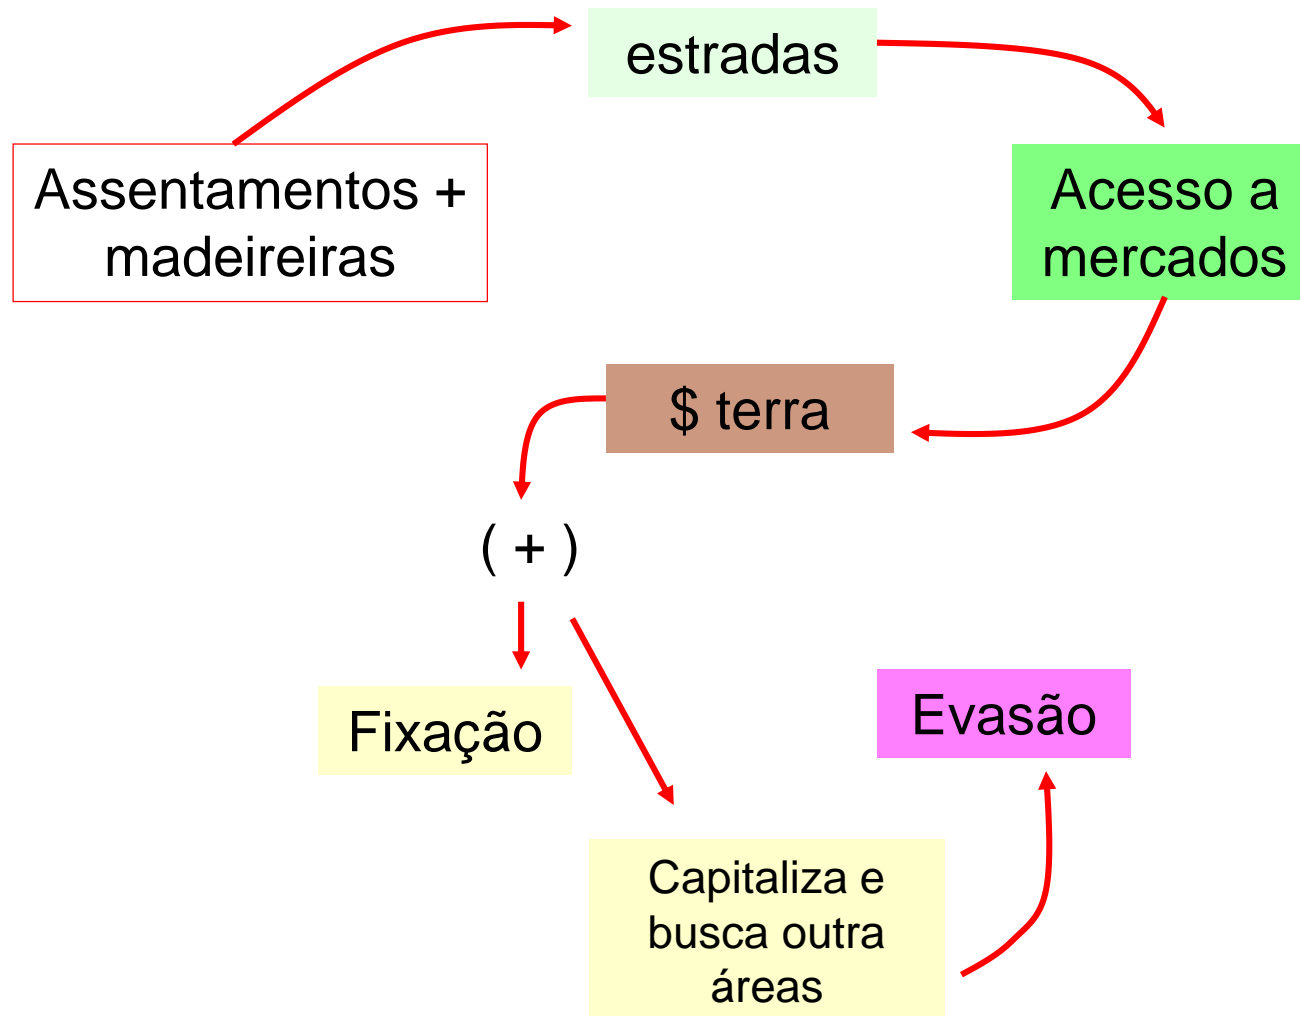 estradas
Assentamentos +
madeireiras
Acesso a
mercados
$ terra
( + )
Fixação
Evasão
Capitaliza e
busca outra
áreas